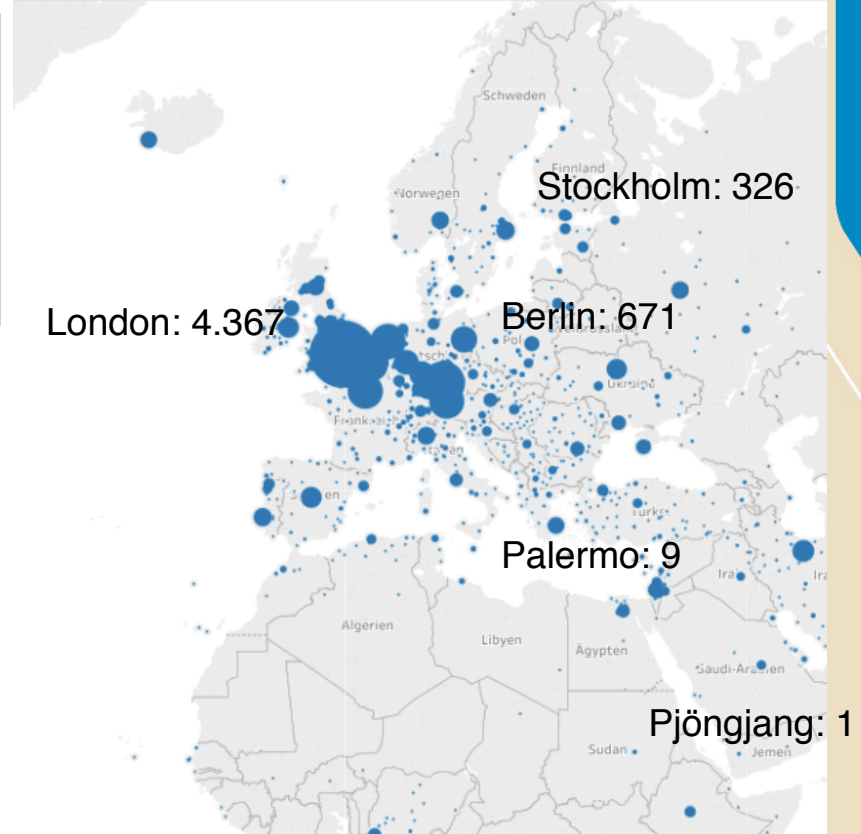 Schweden
Finnland
Stockholm: 326
Norwegen
London: 4.367
Berlin: 671
Ukraine
Palermo: 9
Algerien
Libyen
Ägypten
Saudi-Arabien
Pjöngjang: 1
Sudan
Jemen